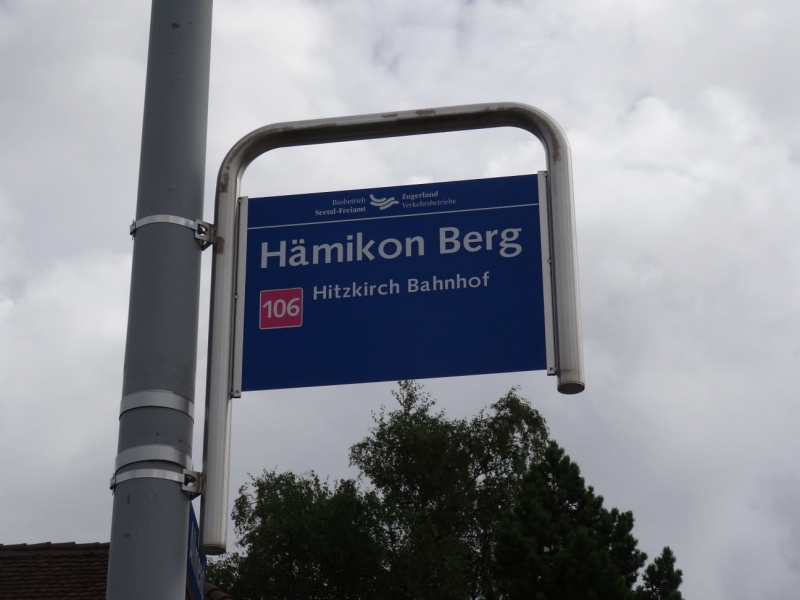 Busbetrieb Zugerland
Seetal-Freiamt Verkehrsbetriebe
Hämikon Berg
106 Hitzkirch Bahnhof